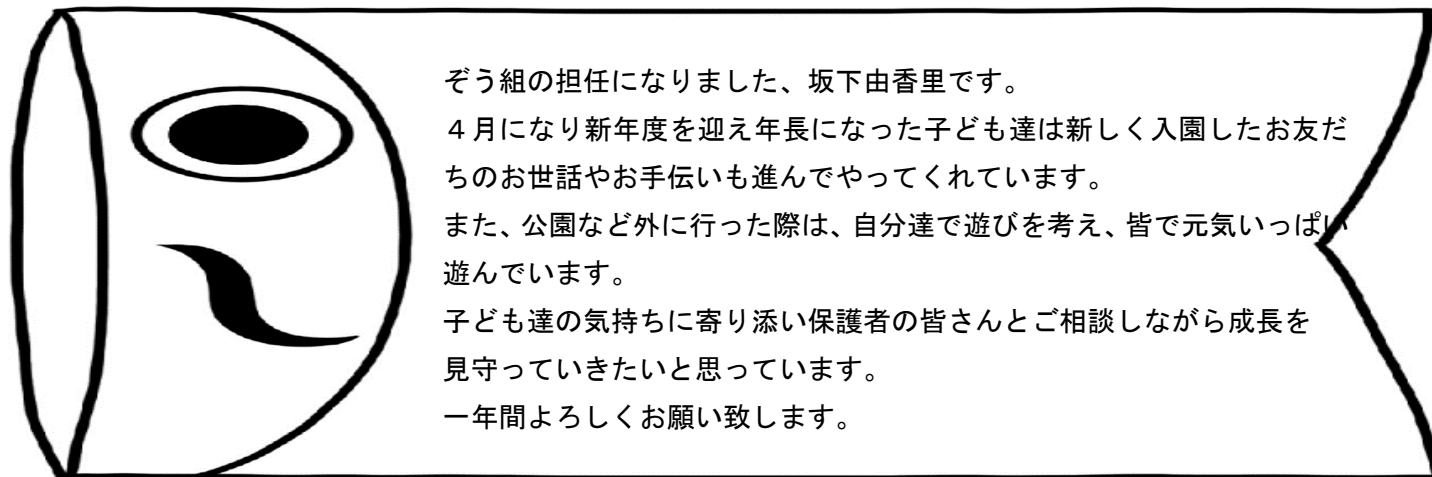 ぞう組の担任になりました、坂下由香里です。
４月になり新年度を迎え年長になった子ども達は新しく入園したお友だ
ちのお世話やお手伝いも進んでやってくれています。
また、公園など外に行った際は、自分達で遊びを考え、皆で元気いっぱい
遊んでいます。
子ども達の気持ちに寄り添い保護者の皆さんとご相談しながら成長を
見守っていきたいと思っています。
一年間よろしくお願い致します。